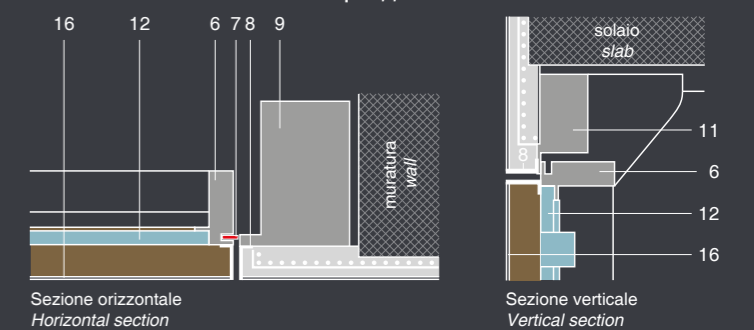 16 12 6 7 8 9
muratura
wall
Sezione orizzontale
Horizontal section
solaio
slab
11
8
6
12
16
Sezione verticale
Vertical section